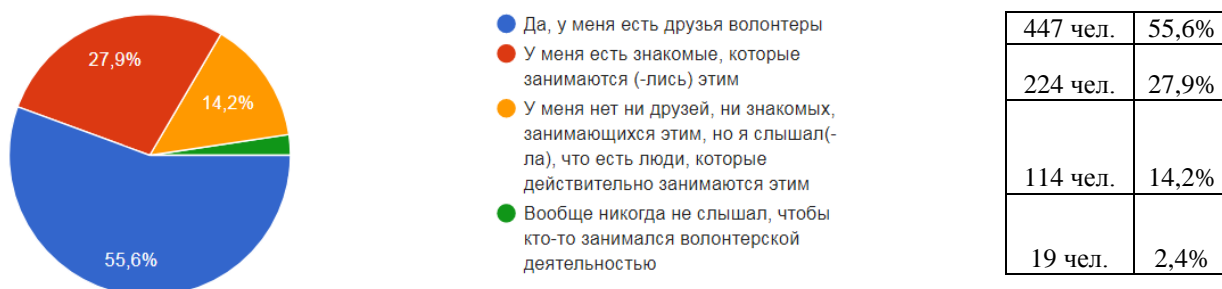 27,9%
14,2%
55,6%
Да, у меня есть друзья волонтеры
У меня есть знакомые, которые
занимаются (-лись) этим
У меня нет ни друзей, ни знакомых,
занимающихся этим, но я слышал(-
ла), что есть люди, которые
действительно занимаются этим
Вообще никогда не слышал, чтобы
кто-то занимался волонтерской
деятельностью
447 чел. 55,6%
224 чел. 27,9%
114 чел. 14,2%
19 чел. 2,4%